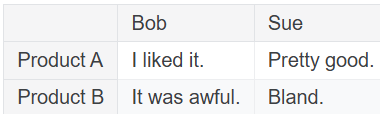 Bob Sue
Product A I liked it. Pretty good.
Product B It was awful. Bland.